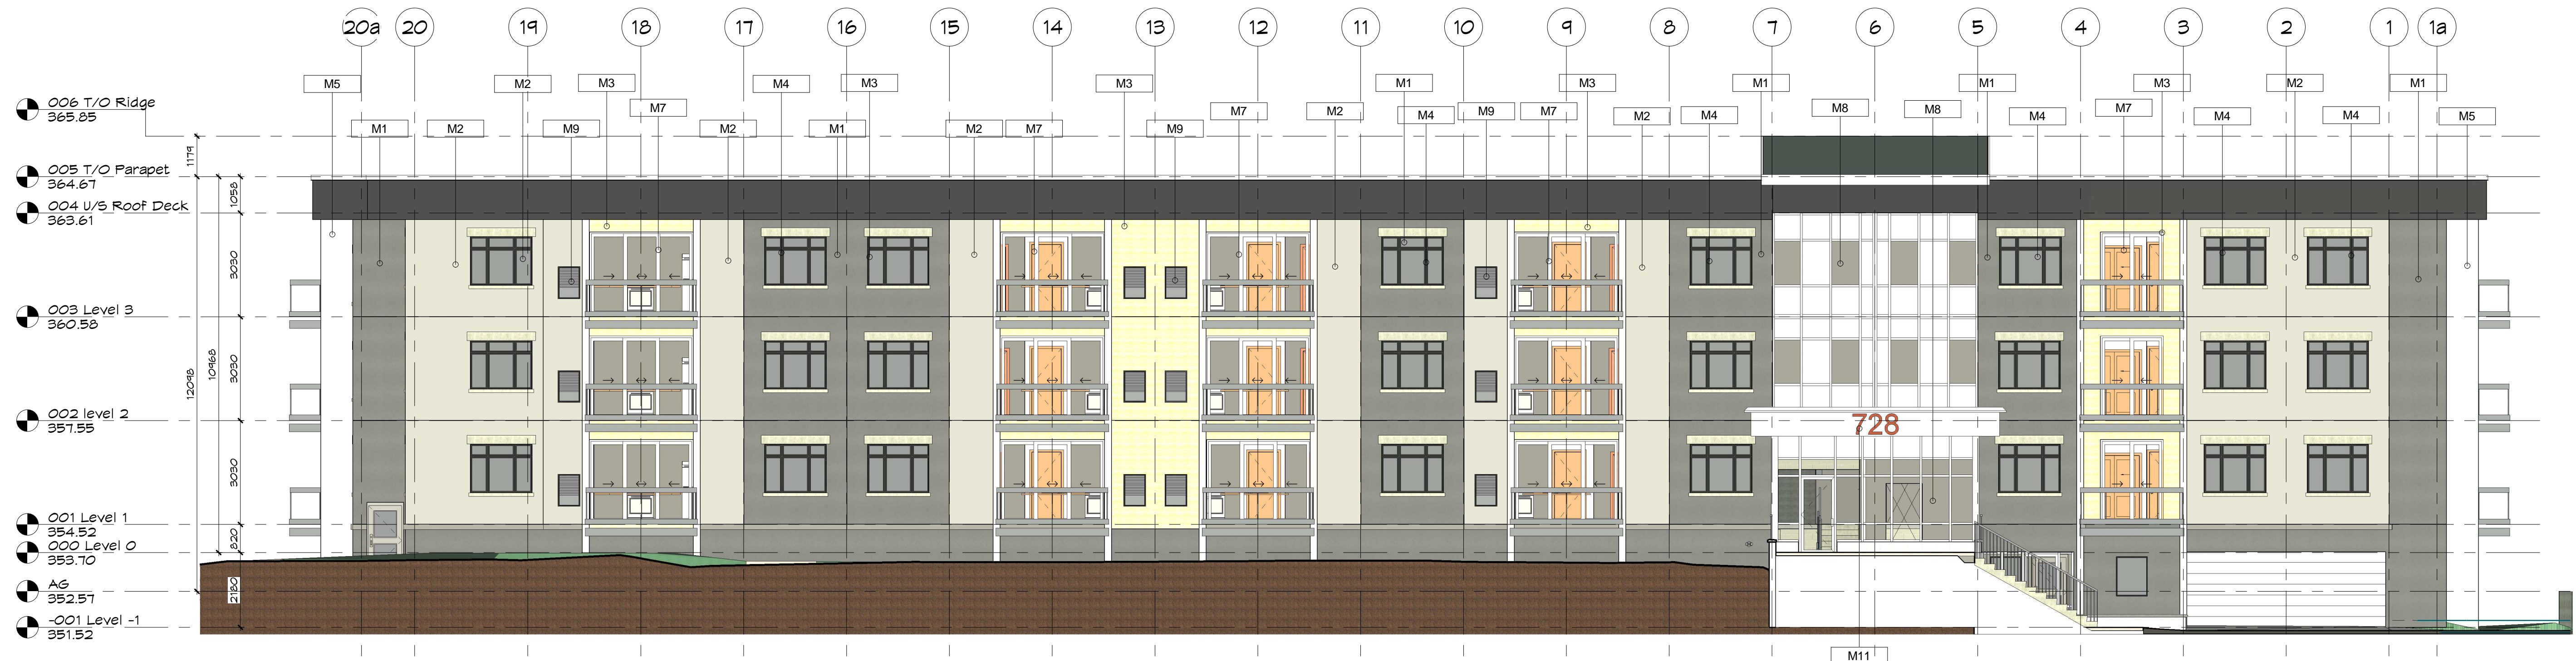 20a 20 19 18 17 16 15 14 13 12 11 10 9 8 7 6 5 4 3 2 1 1a
M5 M2 M3 M4 M3 M3 M1 M3 M1 M1 M3 M2 M1
M7 M7 M4 M9 M7 M4 M8 M8 M4 M7 M4 M4 M5
M1 M2 M9 M2 M1 M2 M7 M9 M2 M2
006 T/O Ridge
365.85
1179
005 T/O Parapet
364.67
1058
004 U/S Roof Deck
363.61
3030
003 Level 3
360.58
10968
12098
3030
002 level 2
357.55
728
3030
001 Level 1
354.52
820
000 Level 0
353.70
AG
352.57
2180
-001 Level -1
351.52
M11